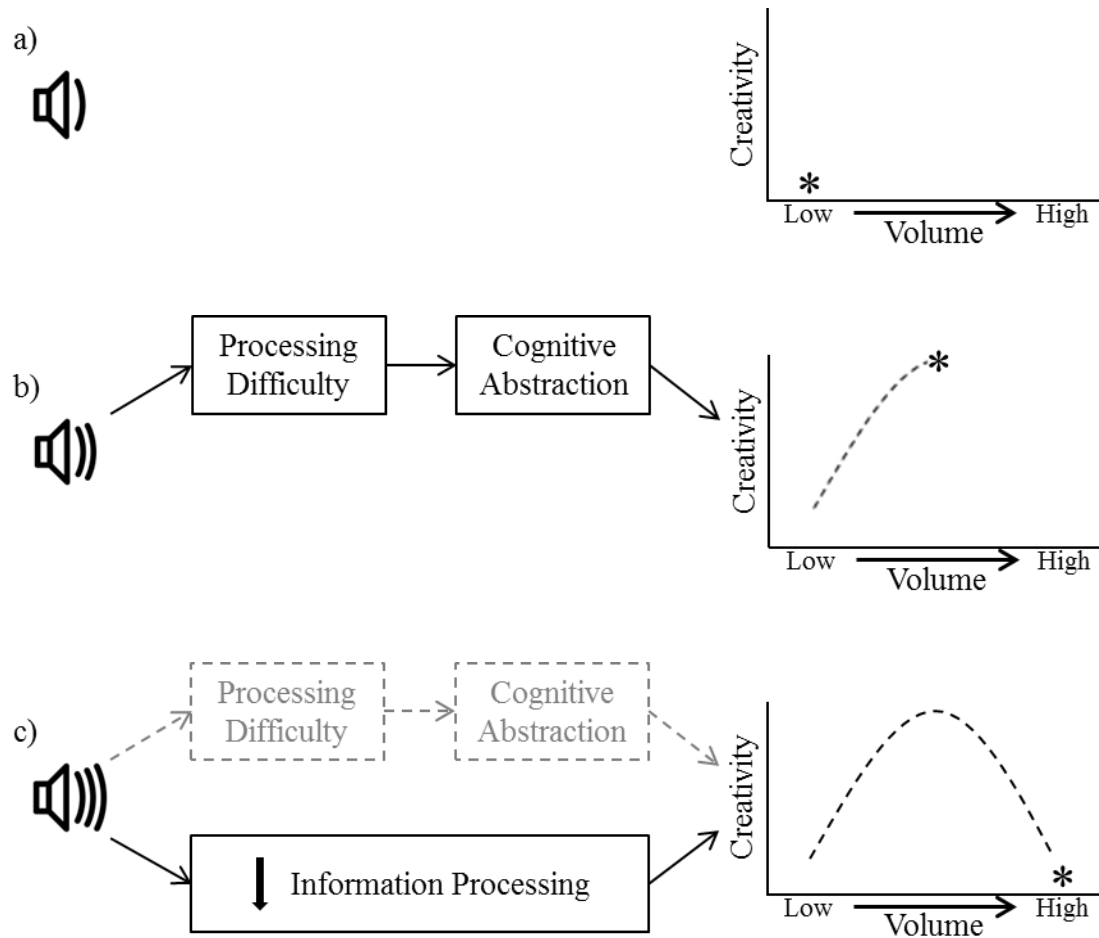 a)
Creativity
*
Low
High
Volume
b)
Processing
Difficulty
Cognitive
Abstraction
Creativity
*
Low
High
Volume
c)
Processing
Difficulty
Cognitive
Abstraction
Information Processing
Creativity
*
Low
High
Volume